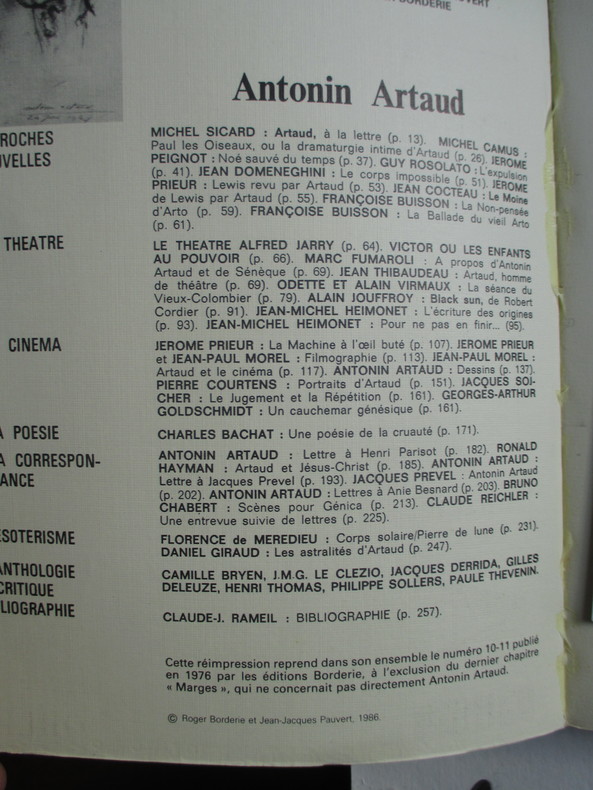 BORDERIE
Antonin Artaud
ROCHES
VELLES
MICHEL SICARD : Artaud, à la lettre (p. 13). MICHEL CAMUS :
Paul les Oiseaux, ou la dramaturgie intime d'Artaud (p. 26). JEROME
PEIGNOT : Noé sauvé du temps (p. 37). GUY ROSOLATO : L'expulsion
(p. 41). JEAN DOMENEGHINI : Le corps impossible (p. 51). JEROME
PRIEUR : Lewis revu par Artaud (p. 53). JEAN COCTEAU : Le Moine
de Lewis par Artaud (p. 55). FRANÇOISE BUISSON : La Non-pensée
d'Arto (p. 59). FRANÇOISE BUISSON : La Ballade du vieil Arto
(p. 61).
THEATRE
LE THEATRE ALFRED JARRY (p. 64). VICTOR OU LES ENFANTS
AU POUVOIR (p. 66). MARC FUMAROLI : A propos d'Antonin
Artaud et de Sénèque (p. 69). JEAN THIBAUDEAU : Artaud, homme
de théâtre (p. 69). ODETTE ET ALAIN VIRMAUX : La séance du
Vieux-Colombier (p. 79). ALAIN JOUFFROY : Black sun, de Robert
Cordier (p. 91). JEAN-MICHEL HEIMONET : L'écriture des origines
(p. 93). JEAN-MICHEL HEIMONET : Pour ne pas en finir... (95).
CINEMA
JEROME PRIEUR : La Machine à l'œil buté (p. 107). JEROME PRIEUR
et JEAN-PAUL MOREL : Filmographie (p. 113). JEAN-PAUL MOREL :
Artaud et le cinéma (p. 117). ANTONIN ARTAUD : Dessins (p. 137).
PIERRE COURTENS : Portraits d'Artaud (p. 151). JACQUES SOI-
CHER : Le Jugement et la Répétition (p. 161). GEORGES-ARTHUR
GOLDSCHMIDT : Un cauchemar génésique (p. 161).
A POESIE
CHARLES BACHAT : Une poésie de la cruauté (p. 171).
A CORRESPON-
ANCE
ANTONIN ARTAUD : Lettre à Henri Parisot (p. 182). RONALD
HAYMAN : Artaud et Jésus-Christ (p. 185). ANTONIN ARTAUD :
Lettre à Jacques Prevel (p. 193). JACQUES PREVEL : Antonin Artaud
(p. 202). ANTONIN ARTAUD : Lettres à Anie Besnard (p. 203). BRUNO
CHABERT : Scènes pour Génica (p. 213). CLAUDE REICHLER :
Une entrevue suivie de lettres (p. 225).
ESOTERISME
FLORENCE de MEREDIEU : Corps solaire/Pierre de lune (p. 231).
DANIEL GIRAUD : Les astralités d'Artaud (p. 247).
ANTHOLOGIE
CRITIQUE
CAMILLE BRYEN, J.M.G. LE CLEZIO, JACQUES DERRIDA, GILLES
DELEUZE, HENRI THOMAS, PHILIPPE SOLLERS, PAULE THEVENIN.
BLIOGRAPHIE
CLAUDE-J. RAMEIL : BIBLIOGRAPHIE (p. 257).
Cette réimpression reprend dans son ensemble le numéro 10-11 publié
en 1976 par les éditions Borderie, à l'exclusion du dernier chapitre
« Marges », qui ne concernait pas directement Antonin Artaud.
© Roger Borderie et Jean-Jacques Pauvert, 1986.